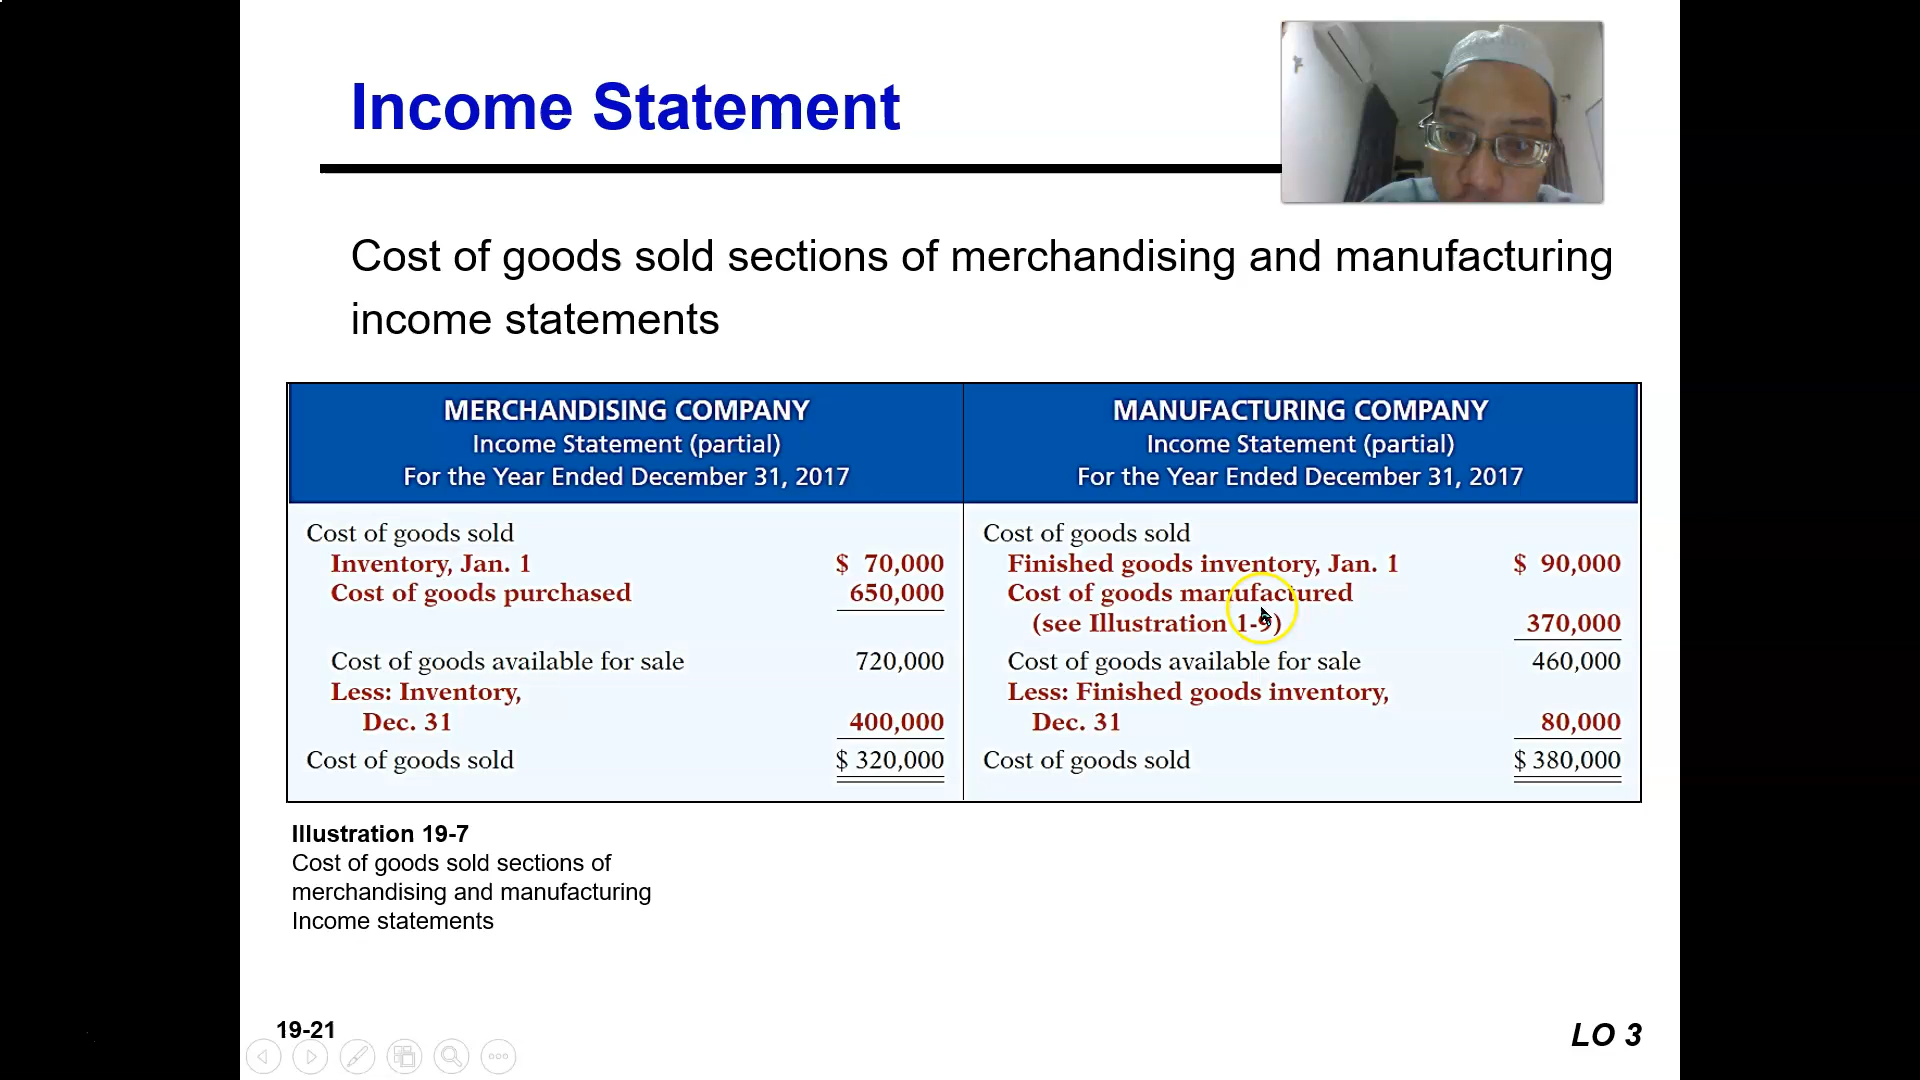 Income Statement
Cost of goods sold sections of merchandising and manufacturing
income statements
MERCHANDISING COMPANY
Income Statement (partial)
For the Year Ended December 31, 2017
Cost of goods sold
Inventory, Jan. 1 $ 70,000
Cost of goods purchased 650,000
Cost of goods available for sale 720,000
Less: Inventory,
Dec. 31 400,000
Cost of goods sold $ 320,000
MANUFACTURING COMPANY
Income Statement (partial)
For the Year Ended December 31, 2017
Cost of goods sold
Finished goods inventory, Jan. 1 $ 90,000
Cost of goods manufactured
(see Illustration 1-9) 370,000
Cost of goods available for sale 460,000
Less: Finished goods inventory,
Dec. 31 80,000
Cost of goods sold $ 380,000
Illustration 19-7
Cost of goods sold sections of
merchandising and manufacturing
Income statements
19-21
LO 3